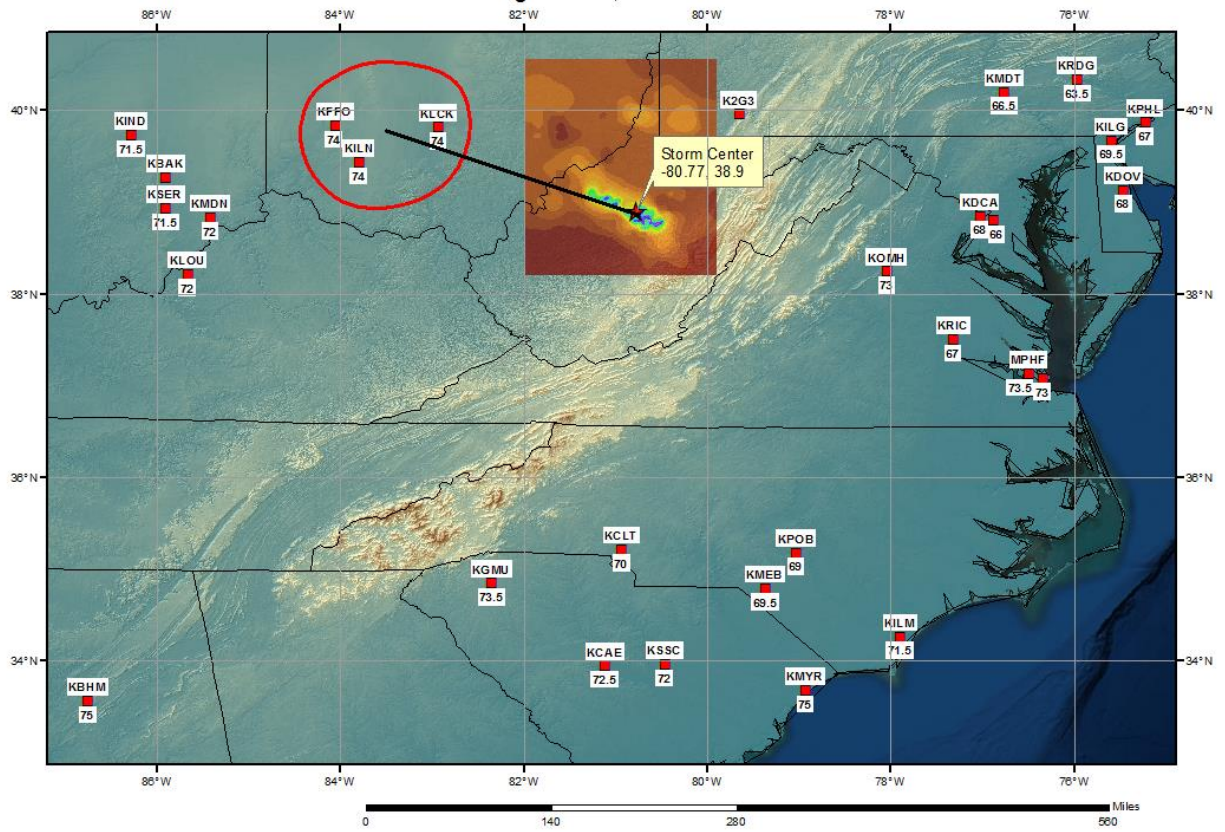 86°W 84°W 82°W 80°W 78°W 76°W
KRDG
63.5
KMDT
66.5
K2G3
40°N 40°N
KPHL
67
KIND
71.5
KFFO
74
KLCK
74
KILN
74
KILG
69.5
Storm Center
-80.77, 38.9
KBAK
KSER
71.5
KMDN
72
KDOV
68
KDCA
68
66
KLOU
72
KOMH
73
38°N 38°N
KRIC
67
MPHF
73.5
73
36°N 36°N
KCLT
70
KPOB
69
KGMU
73.5
KMEB
69.5
KILM
71.5
34°N 34°N
KCAE
72.5
KSSC
72
KMYR
75
KBHM
75
86°W 84°W 82°W 80°W 78°W 76°W
Miles
0 140 280 560